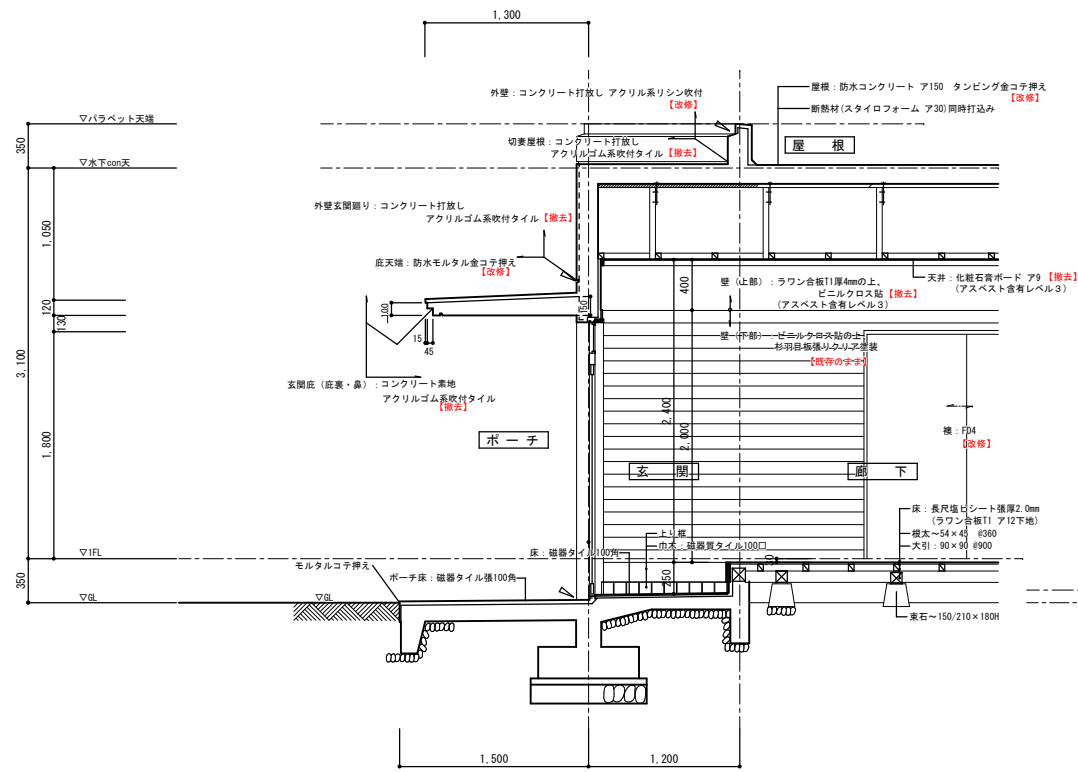 1,300
外壁：コンクリート打放し アクリル系リシン吹付
【改修】
屋根：防水コンクリート ア150 タンピング金コテ押え
【改修】
断熱材(スタイロフォーム ア30)同時打込み
▽パラペット天端
350
切妻屋根：コンクリート打放し
アクリルゴム系吹付タイル【撤去】
屋 根
▽水下con天
外壁玄関廻り：コンクリート打放し
アクリルゴム系吹付タイル【撤去】
1,050
庇天端：防水モルタル金コテ押え
【改修】
天井：化粧石膏ボード ア9【撤去】
(アスベスト含有レベル３)
壁（上部）：ラワン合板T1厚4mmの上、
ビニルクロス貼【撤去】
(アスベスト含有レベル３)
400
120
130
100
150
15
45
壁（下部）：ビニルクロス貼の上、
杉羽目板張りクリア塗装
【既存のまま】
3,100
玄関庇（庇裏・鼻）：コンクリート素地
アクリルゴム系吹付タイル
【撤去】
2,400
2,000
襖：F04
【改修】
1,800
ポーチ
玄 関
廊 下
床：長尺塩ビシート張厚2.0mm
(ラワン合板T1 ア12下地)
根太～54×45 @360
大引：90×90 @900
上り框
巾木：磁器質タイル100口
床：磁器タイル100角
▽1FL
モルタルコテ押え
ポーチ床：磁器タイル張100角
350
250
▽GL
▽GL
束石～150/210×180H
1,500
1,200